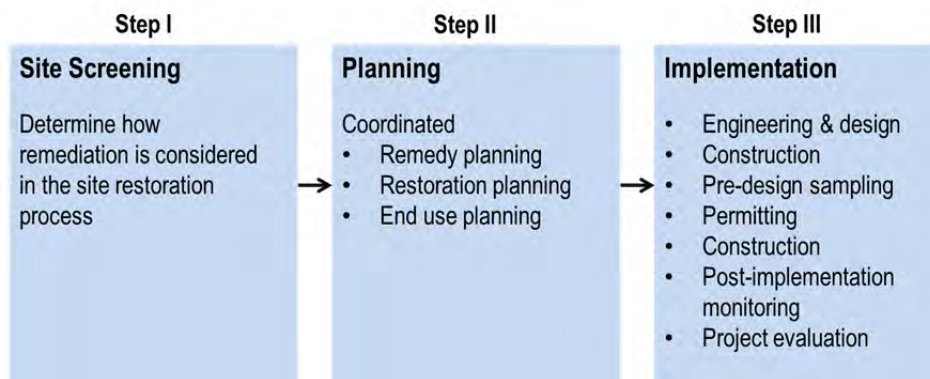 Step I
Site Screening
Determine how
remediation is considered
in the site restoration
process
Step II
Planning
Coordinated
• Remedy planning
• Restoration planning
• End use planning
Step III
Implementation
• Engineering & design
• Construction
• Pre-design sampling
• Permitting
• Construction
• Post-implementation
monitoring
• Project evaluation